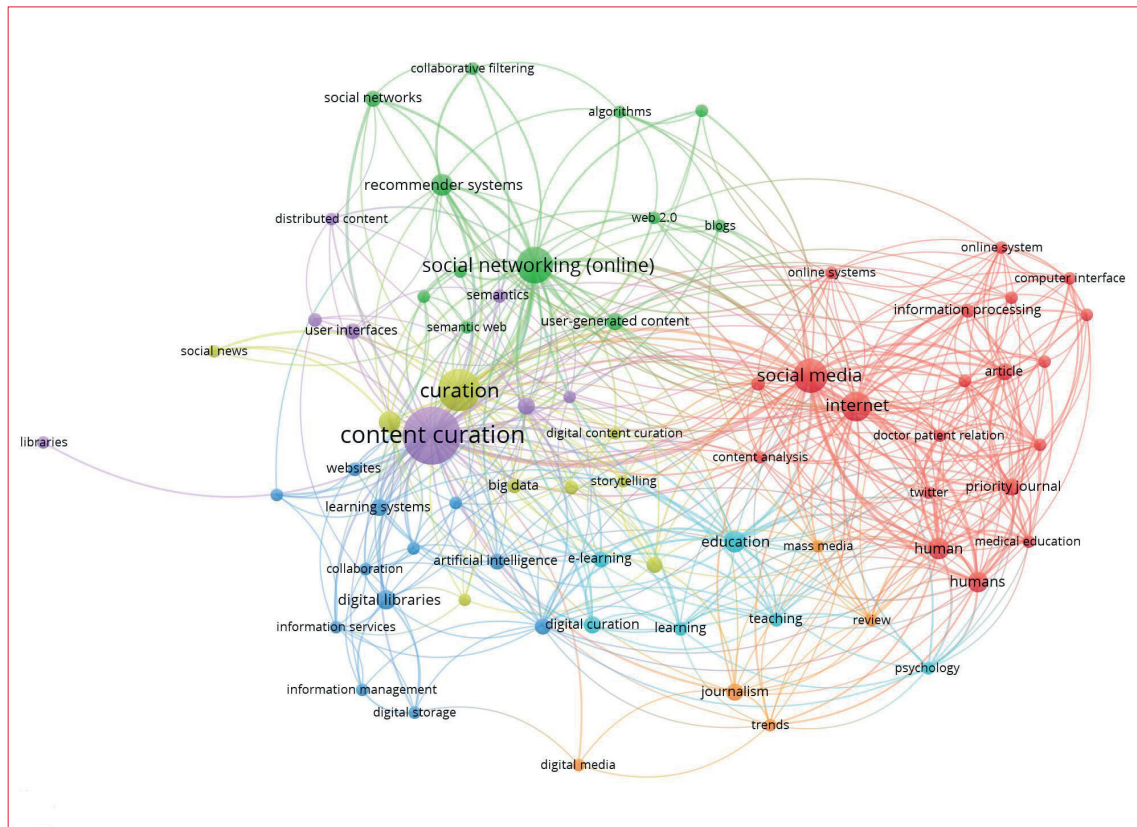 collaborative filtering
social networks
algorithms
recommender systems
distributed content
web 2.0
blogs
online system
social networking (online)
online systems
computer interface
semantics
information processing
user-generated content
semantic web
user interfaces
social news
article
social media
curation
internet
content curation
digital content curation
doctor patient relation
libraries
content analysis
websites
storytelling
big data
priority journal
twitter
learning systems
education
medical education
mass media
human
artificial intelligence
e-learning
collaboration
humans
digital libraries
teaching
review
digital curation
learning
information services
psychology
information management
journalism
digital storage
trends
digital media